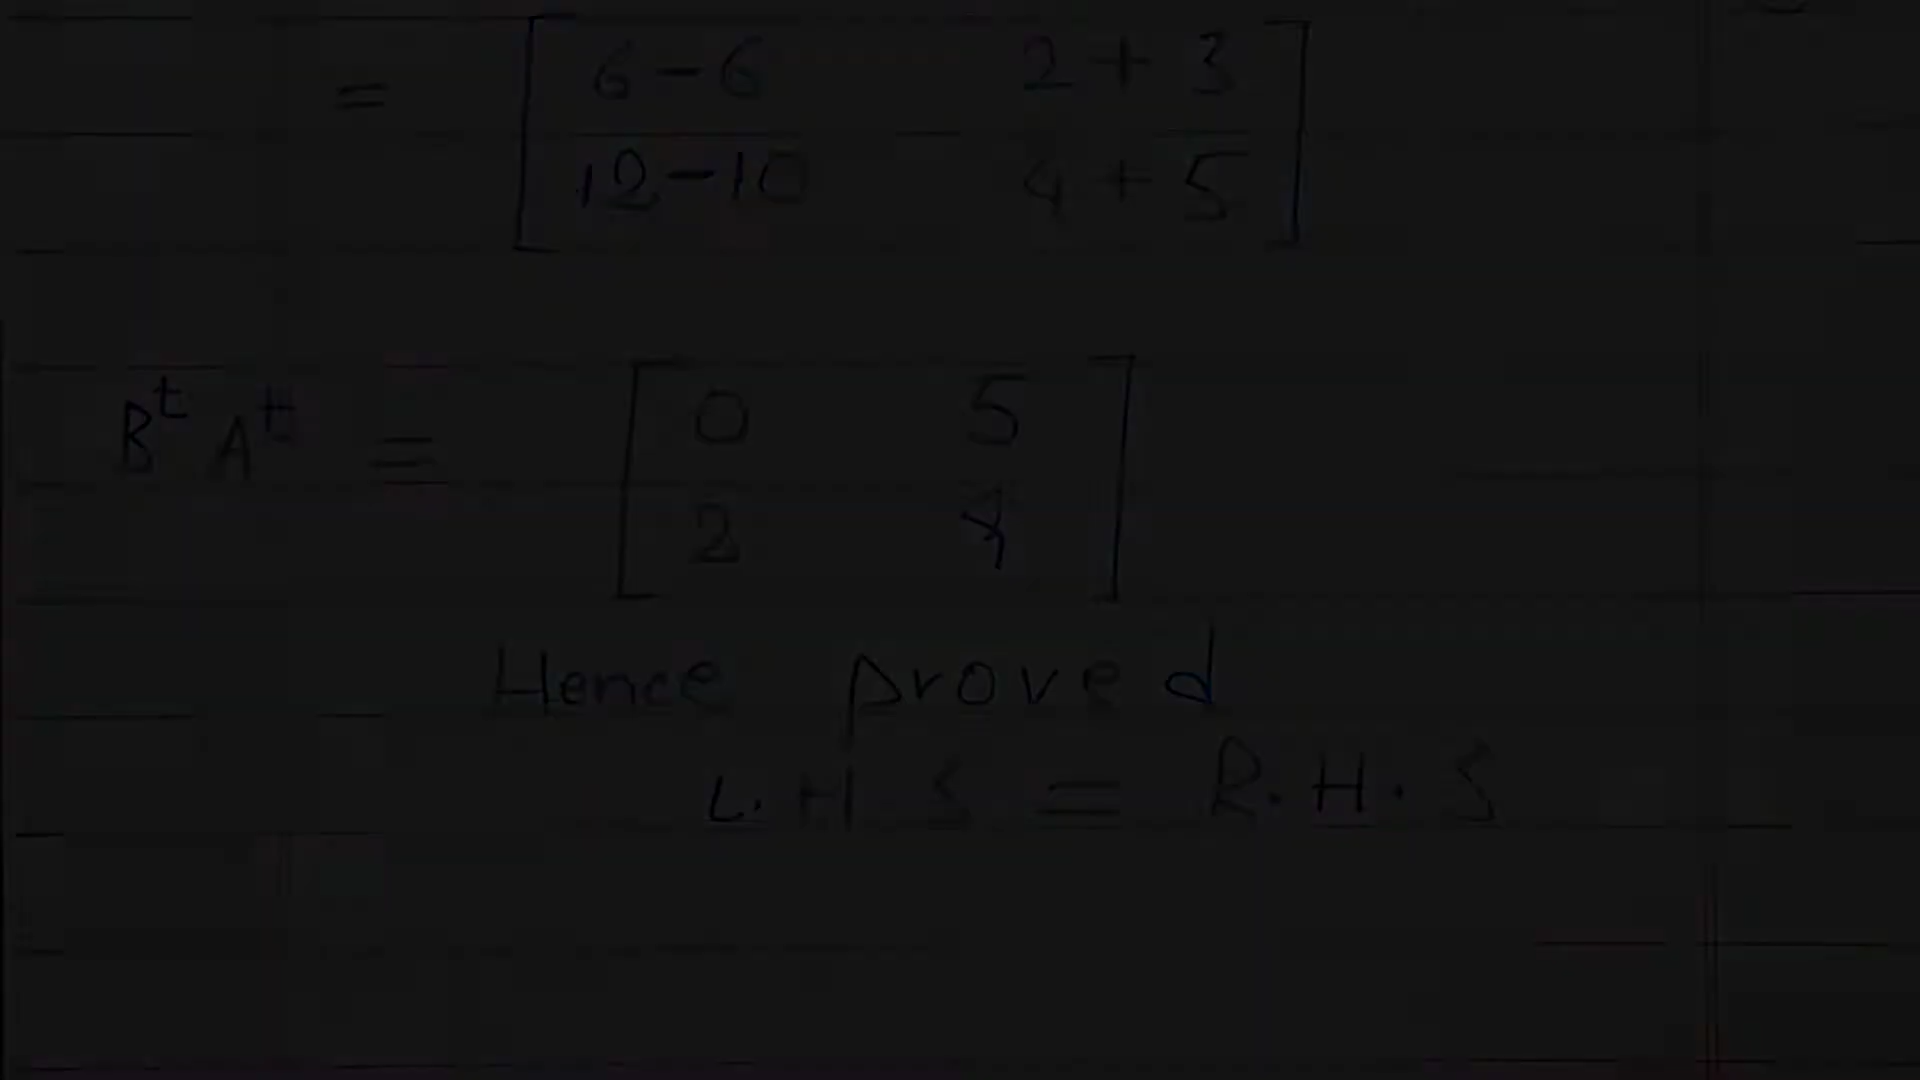 = [ 6-6 2+3
12-10 4+5 ]
B^t A^t = [ 0 5
2 9 ]
Hence proved
L.H.S = R.H.S